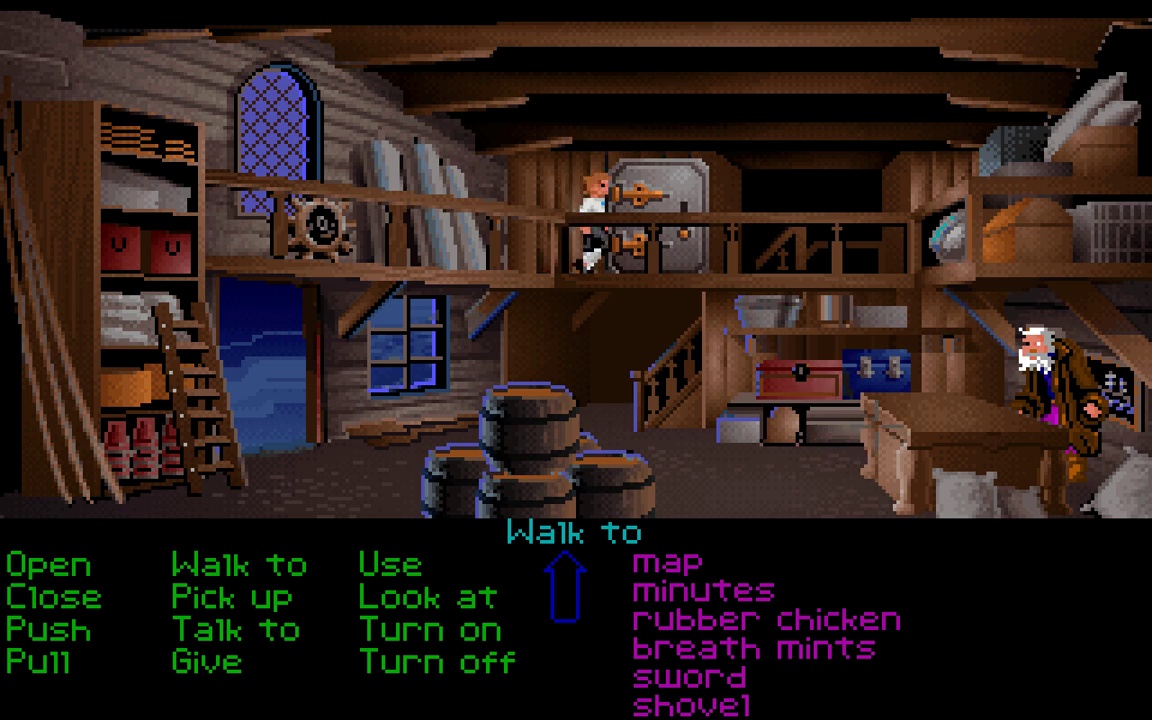 Walk to
Open Walk to Use map
Close Pick up Look at minutes
Push Talk to Turn on rubber chicken
Pull Give Turn off breath mints
sword
shovel